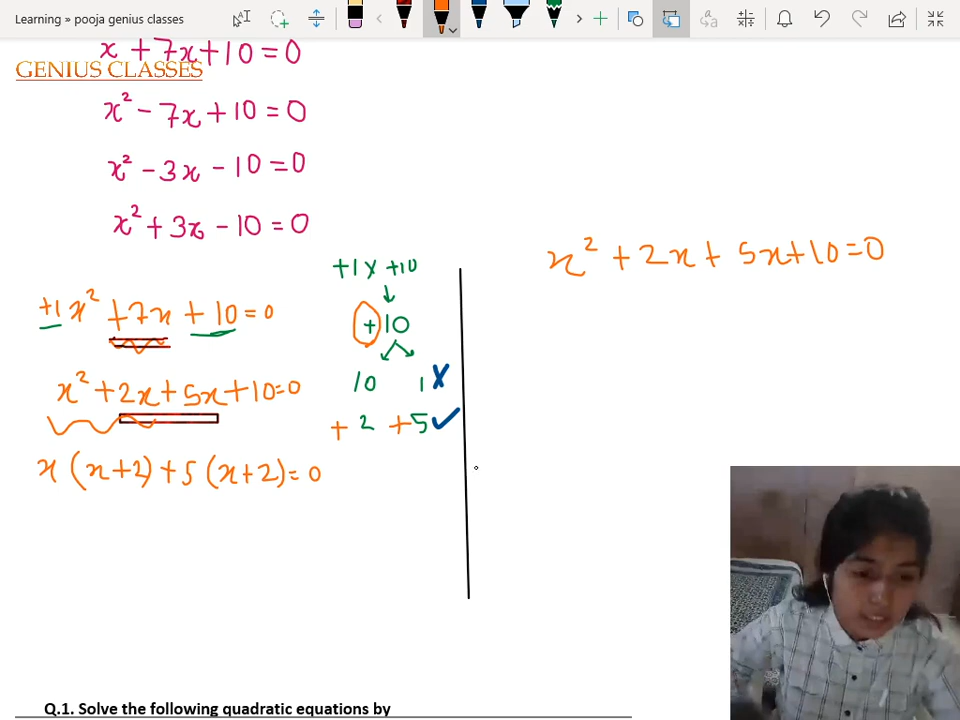 Learning » pooja genius classes
x + 7x + 10 = 0
GENIUS CLASSES
x² - 7x + 10 = 0
x² - 3x - 10 = 0
x² + 3x - 10 = 0
+1x² + 7x + 10 = 0
x² + 2x + 5x + 10 = 0
x (x + 2) + 5 (x + 2) = 0
+1 x +10
+10
10 1 ✗
+ 2 + 5 ✓
x² + 2x + 5x + 10 = 0
Q.1. Solve the following quadratic equations by